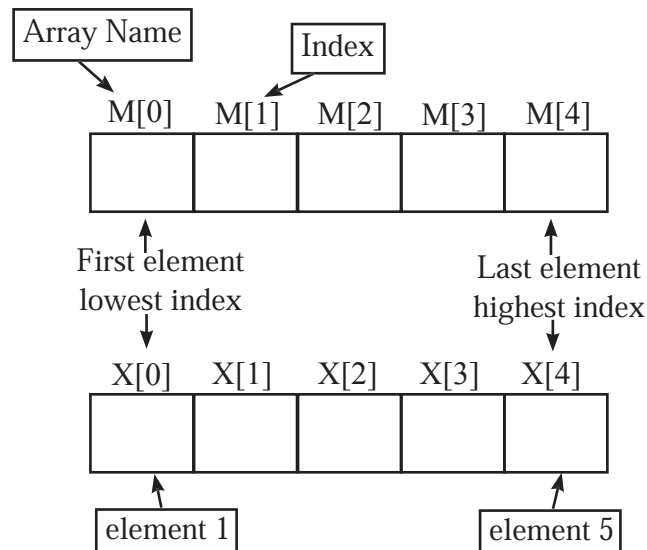 Array Name
Index
M[0] M[1] M[2] M[3] M[4]
First element
lowest index
Last element
highest index
X[0] X[1] X[2] X[3] X[4]
element 1
element 5